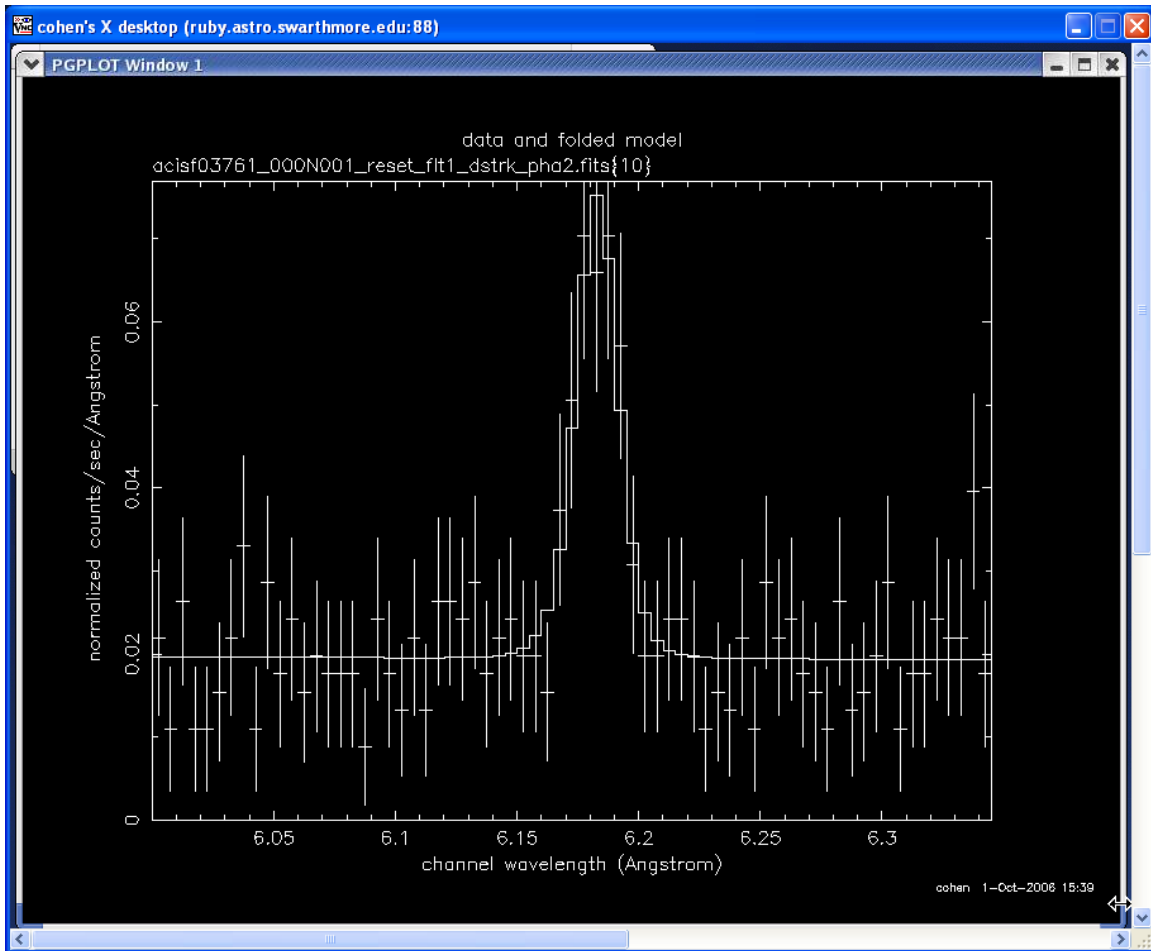 cohen's X desktop (ruby.astro.swarthmore.edu:88)
PGPLOT Window 1
data and folded model
acisf03761_000N001_reset_flt1_dstrk_pha2.fits{10}
normalized counts/sec/Angstrom
0.06
0.04
0.02
0
6.05 6.1 6.15 6.2 6.25 6.3
channel wavelength (Angstrom)
cohen 1-Oct-2006 15:39